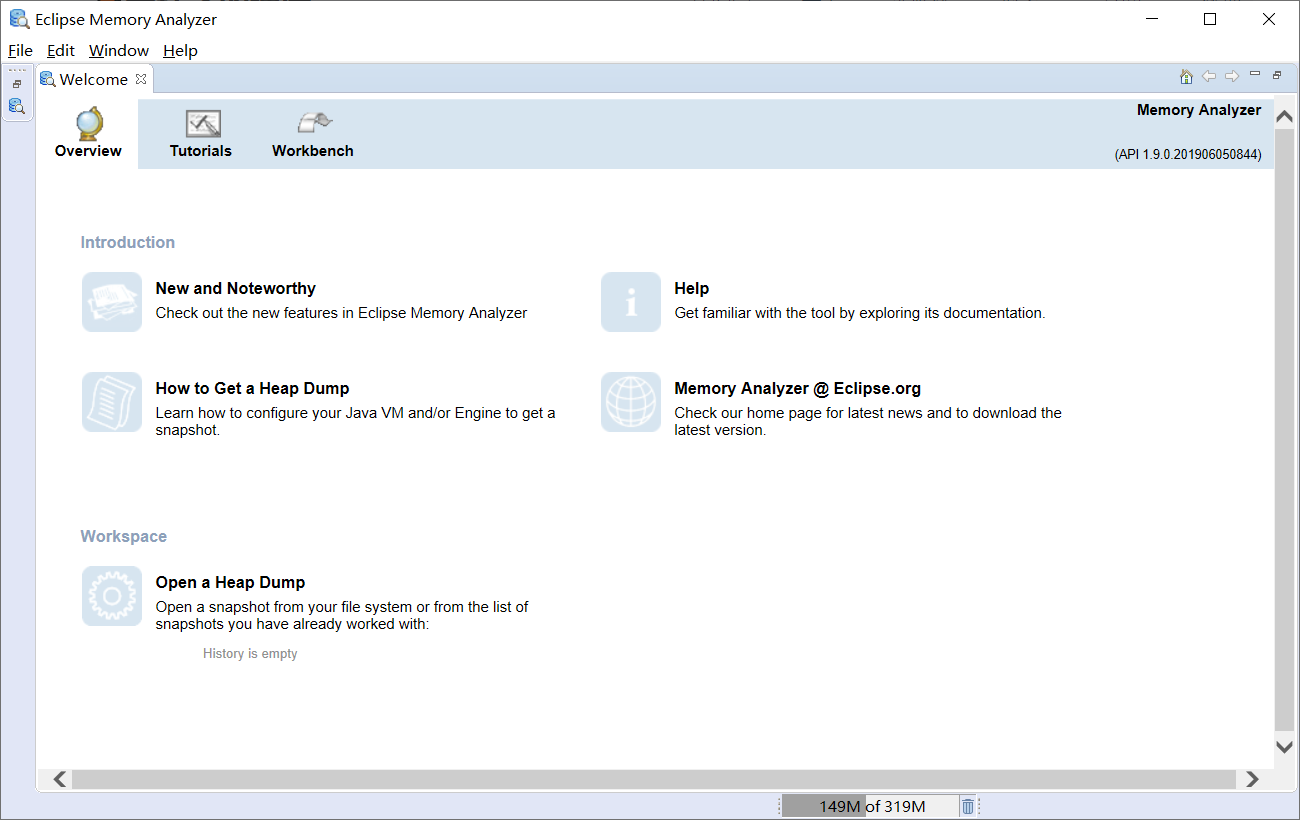 Eclipse Memory Analyzer
File Edit Window Help
Welcome
Overview
Tutorials
Workbench
Memory Analyzer
(API 1.9.0.201906050844)
Introduction
New and Noteworthy
Check out the new features in Eclipse Memory Analyzer
Help
Get familiar with the tool by exploring its documentation.
How to Get a Heap Dump
Learn how to configure your Java VM and/or Engine to get a
snapshot.
Memory Analyzer @ Eclipse.org
Check our home page for latest news and to download the
latest version.
Workspace
Open a Heap Dump
Open a snapshot from your file system or from the list of
snapshots you have already worked with:
History is empty
149M of 319M